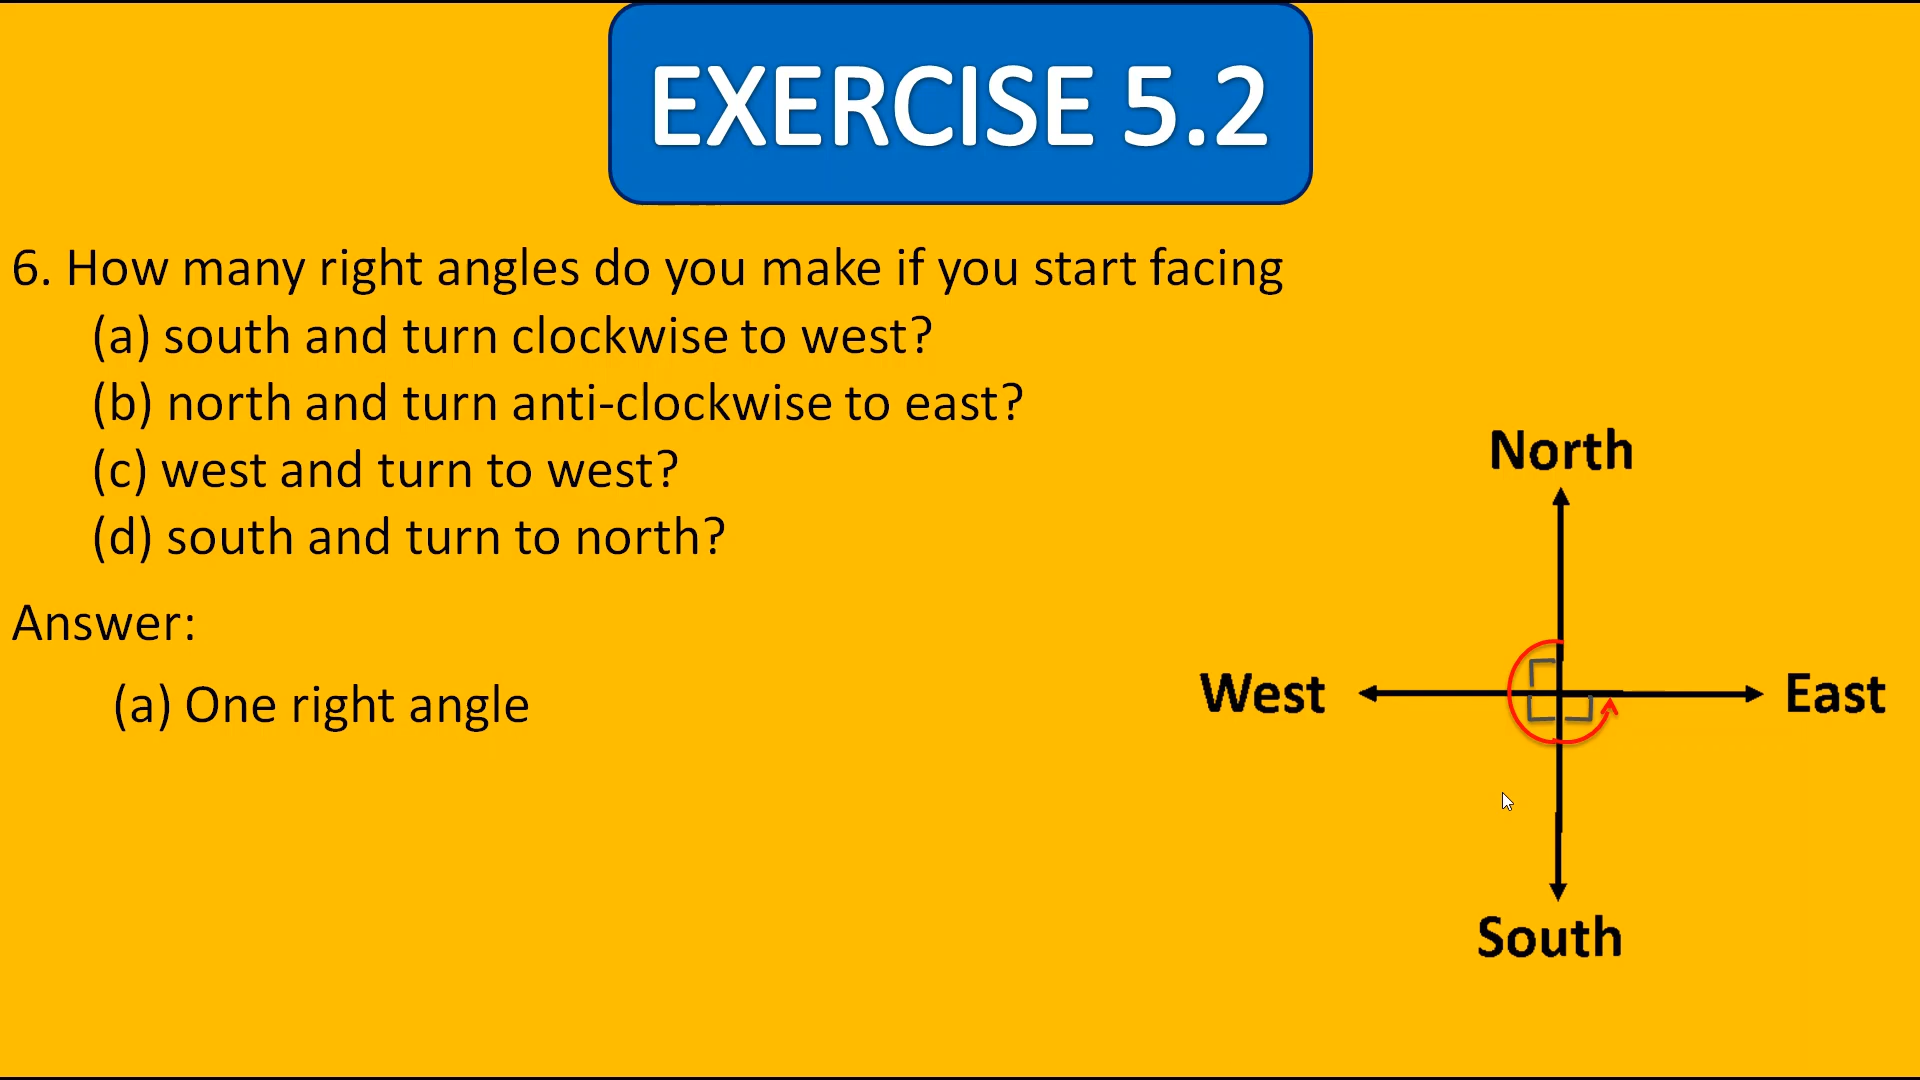 EXERCISE 5.2
6. How many right angles do you make if you start facing
(a) south and turn clockwise to west?
(b) north and turn anti-clockwise to east?
(c) west and turn to west?
(d) south and turn to north?
Answer:
(a) One right angle
North
West
East
South